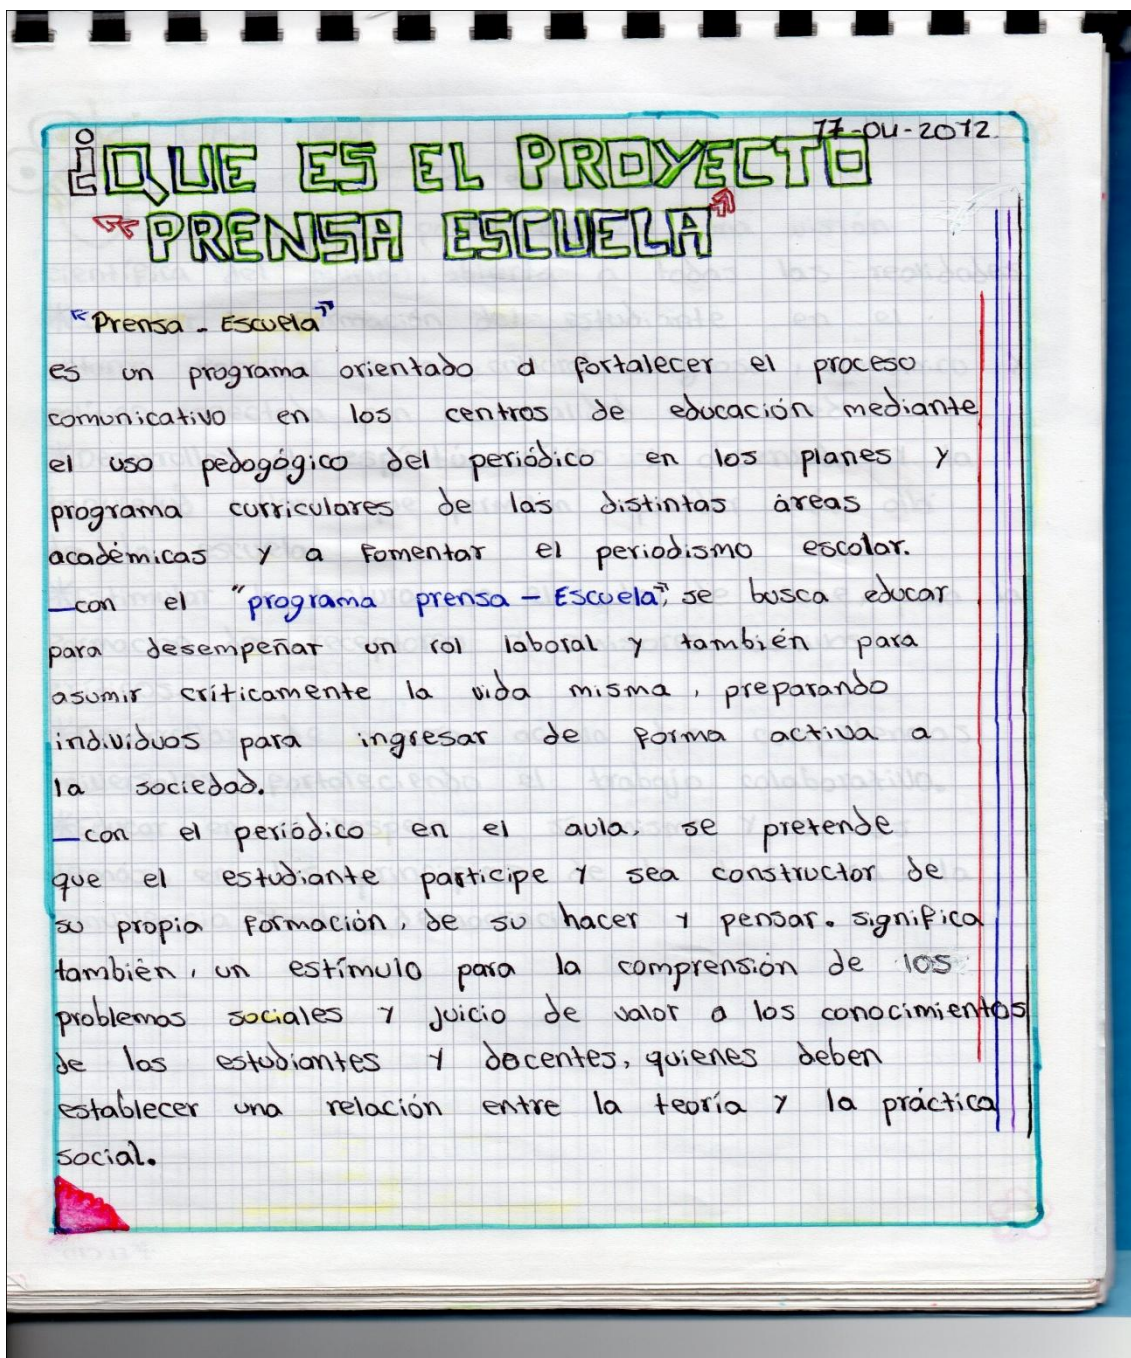 17-04-2012
¿QUE ES EL PROYECTO
"PRENSA ESCUELA"
"Prensa - Escuela"
es un programa orientado a fortalecer el proceso
comunicativo en los centros de educación mediante
el uso pedogógico del periódico en los planes y
programa curriculares de las distintas áreas
académicas y a fomentar el periodismo escolar.
_con el "programa prensa - Escuela", se busca educar
para desempeñar un rol laboral y también para
asumir críticamente la vida misma, preparando
individuos para ingresar de forma activa a
la sociedad.
_con el periódico en el aula, se pretende
que el estudiante participe y sea constructor de
su propia formación, de su hacer y pensar. significa
también, un estímulo para la comprensión de los
problemas sociales y juicio de valor a los conocimientos
de los estudiantes y docentes, quienes deben
establecer una relación entre la teoría y la práctica
social.